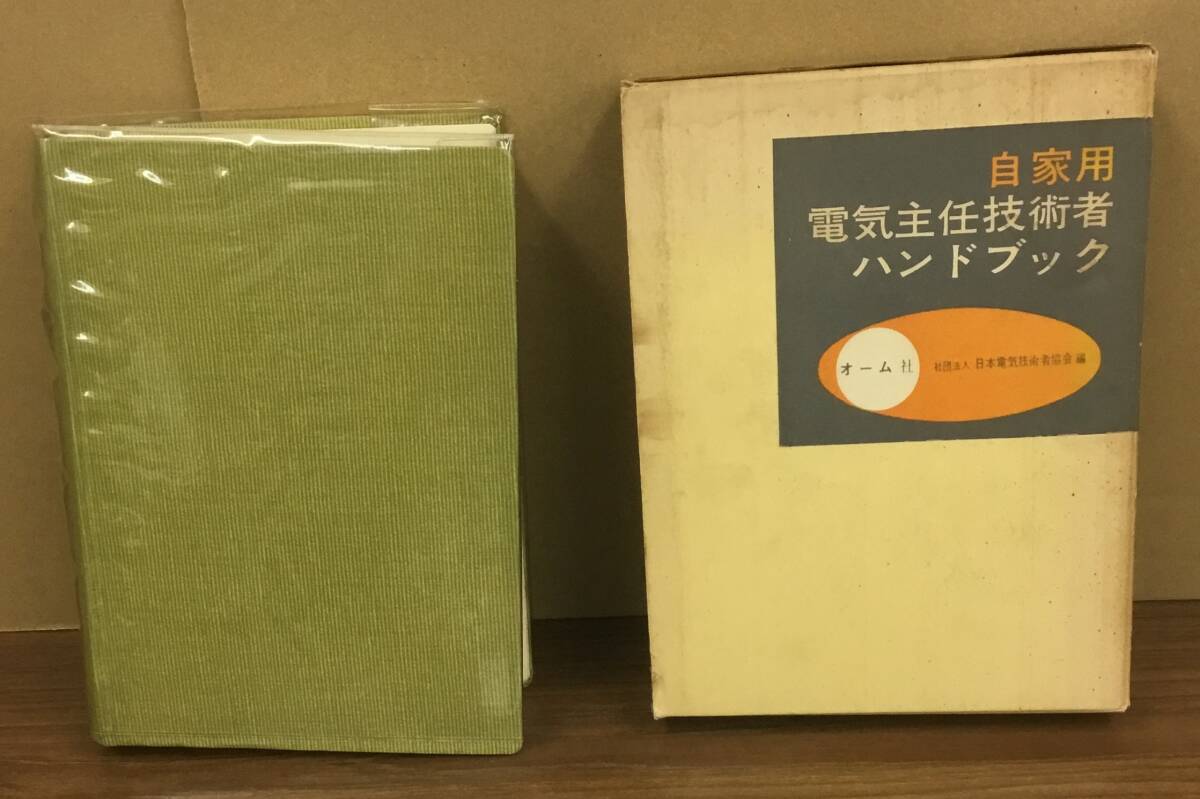 自家用
電気主任技術者
ハンドブック
オーム社
社団法人 日本電気技術者協会 編